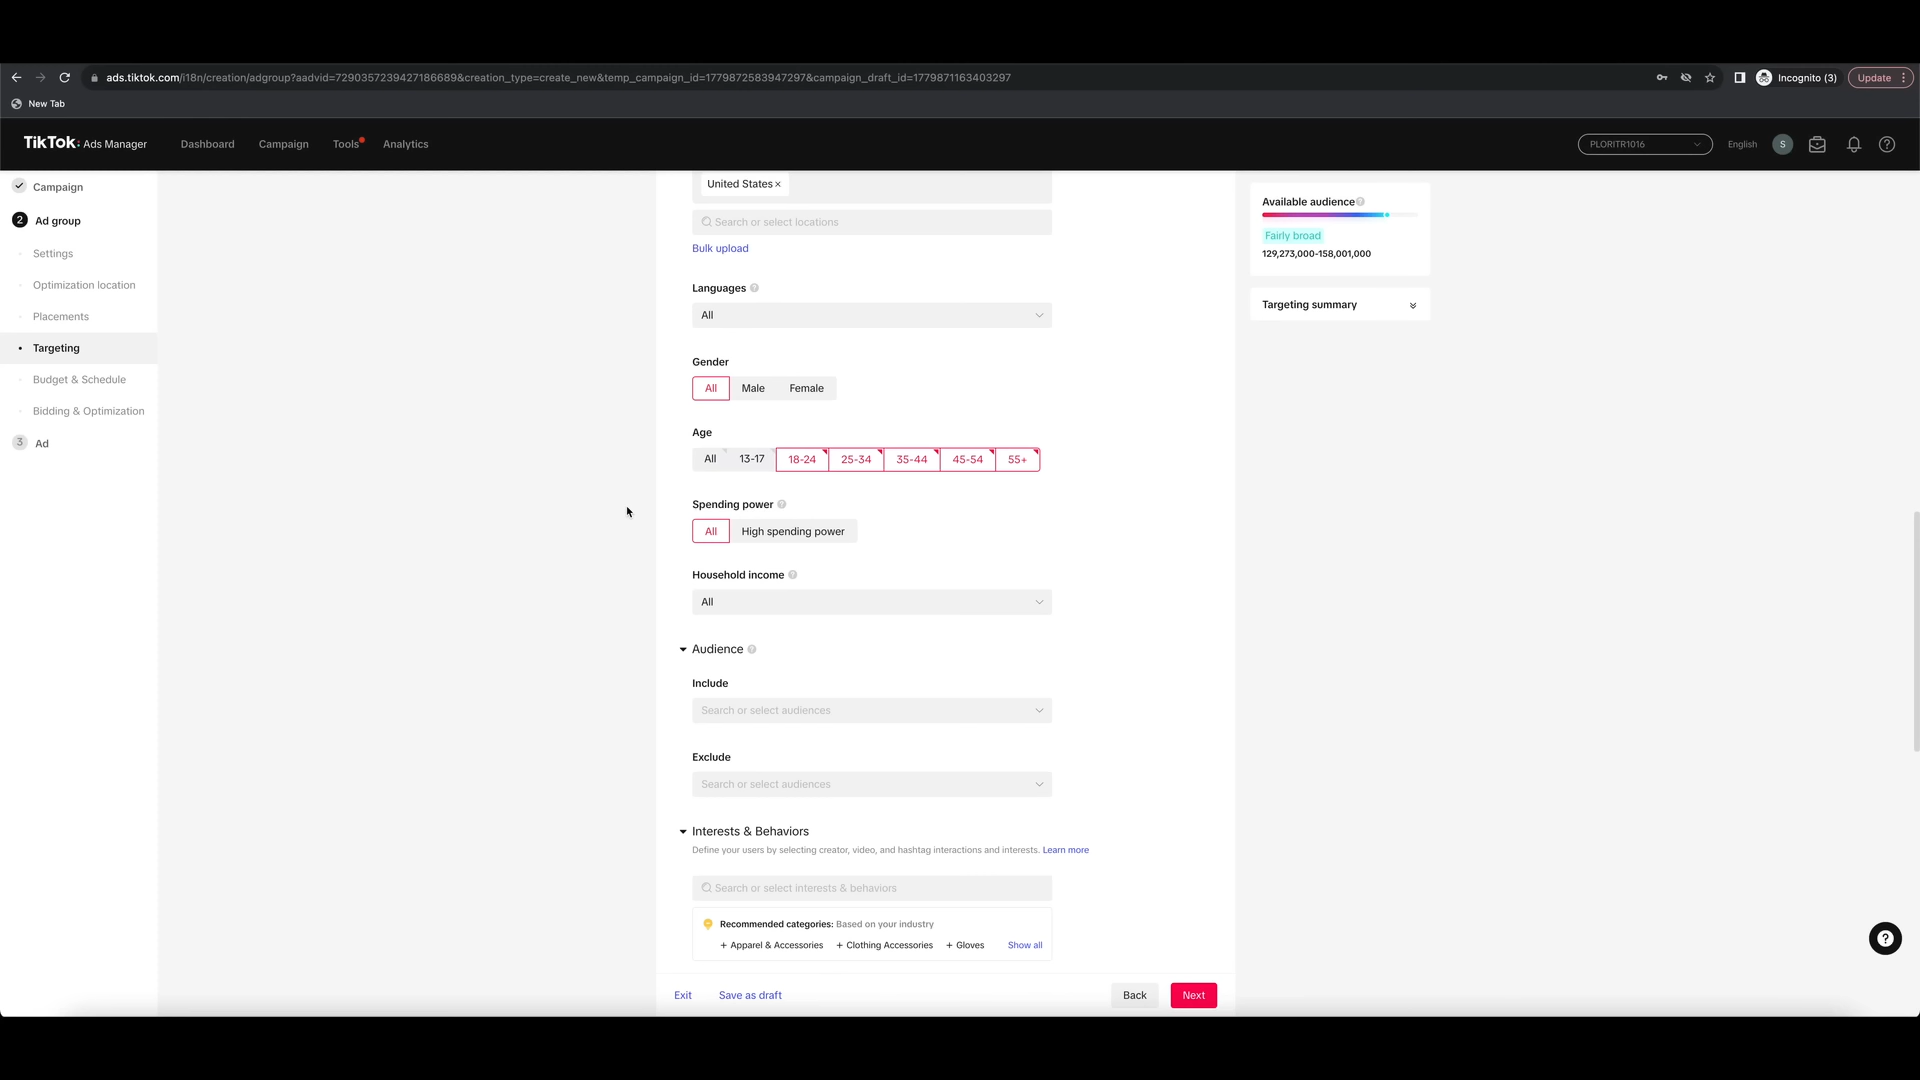 ads.tiktok.com/i18n/creation/adgroup?aadvid=7290357239427186689&creation_type=create_new&temp_campaign_id=1779872583947297&campaign_draft_id=1779871163403297
Incognito (3)
Update
New Tab
TikTok: Ads Manager
Dashboard
Campaign
Tools
Analytics
PLORITR1016
English
S
Campaign
2 Ad group
Settings
Optimization location
Placements
Targeting
Budget & Schedule
Bidding & Optimization
3 Ad
United States ×
Search or select locations
Bulk upload
Languages ?
All
Gender
All Male Female
Age
All 13-17 18-24 25-34 35-44 45-54 55+
Spending power ?
All High spending power
Household income ?
All
Audience ?
Include
Search or select audiences
Exclude
Search or select audiences
Interests & Behaviors
Define your users by selecting creator, video, and hashtag interactions and interests. Learn more
Search or select interests & behaviors
Recommended categories: Based on your industry
+ Apparel & Accessories + Clothing Accessories + Gloves Show all
Exit
Save as draft
Back
Next
Available audience ?
Fairly broad
129,273,000-158,001,000
Targeting summary
?